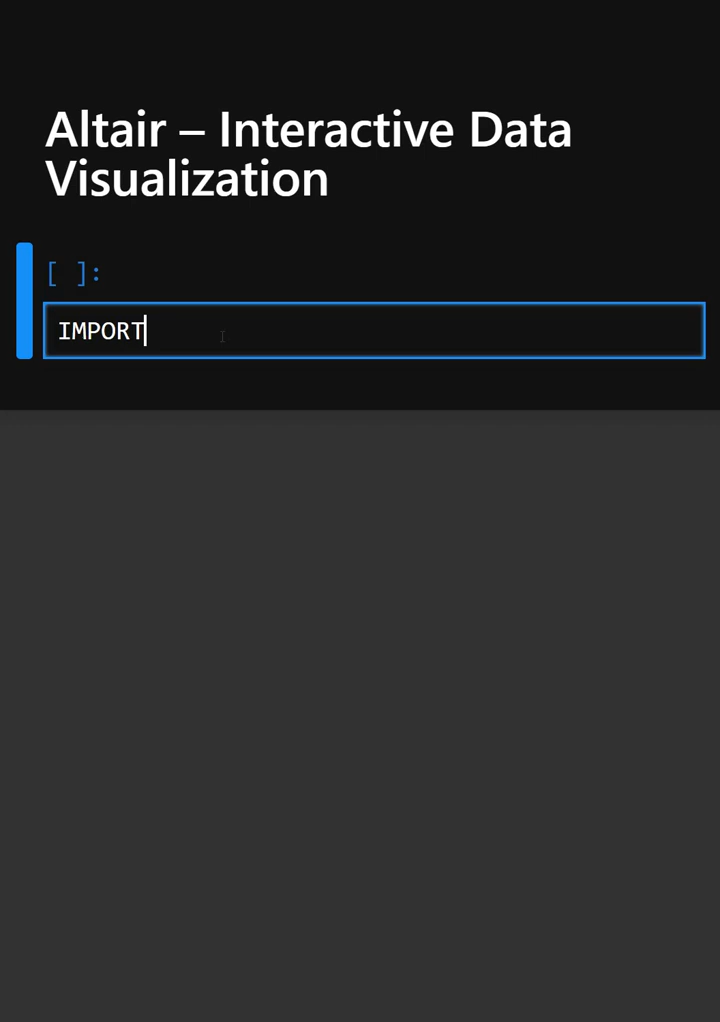 Altair – Interactive Data
Visualization
[ ]:
IMPORT